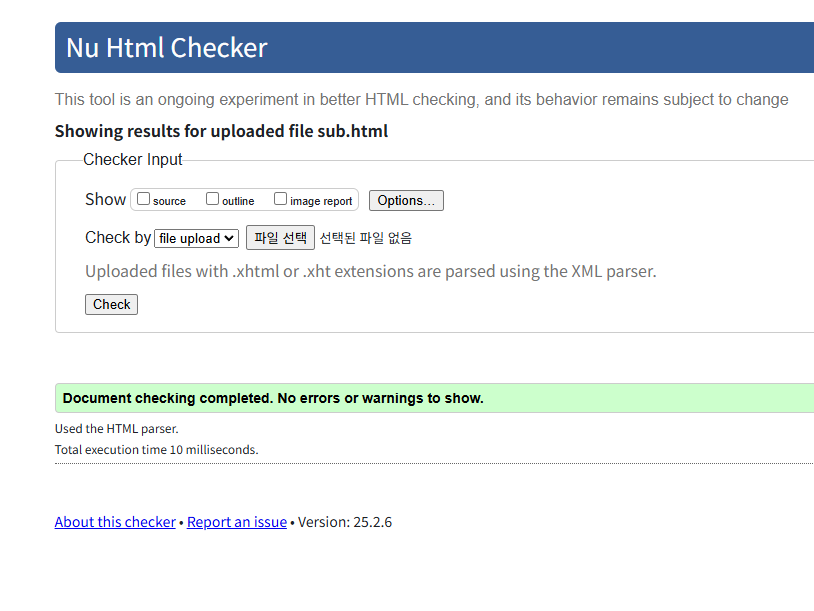 Nu Html Checker
This tool is an ongoing experiment in better HTML checking, and its behavior remains subject to change
Showing results for uploaded file sub.html
Checker Input
Show source outline image report Options...
Check by file upload 파일 선택 선택된 파일 없음
Uploaded files with .xhtml or .xht extensions are parsed using the XML parser.
Check
Document checking completed. No errors or warnings to show.
Used the HTML parser.
Total execution time 10 milliseconds.
About this checker • Report an issue • Version: 25.2.6